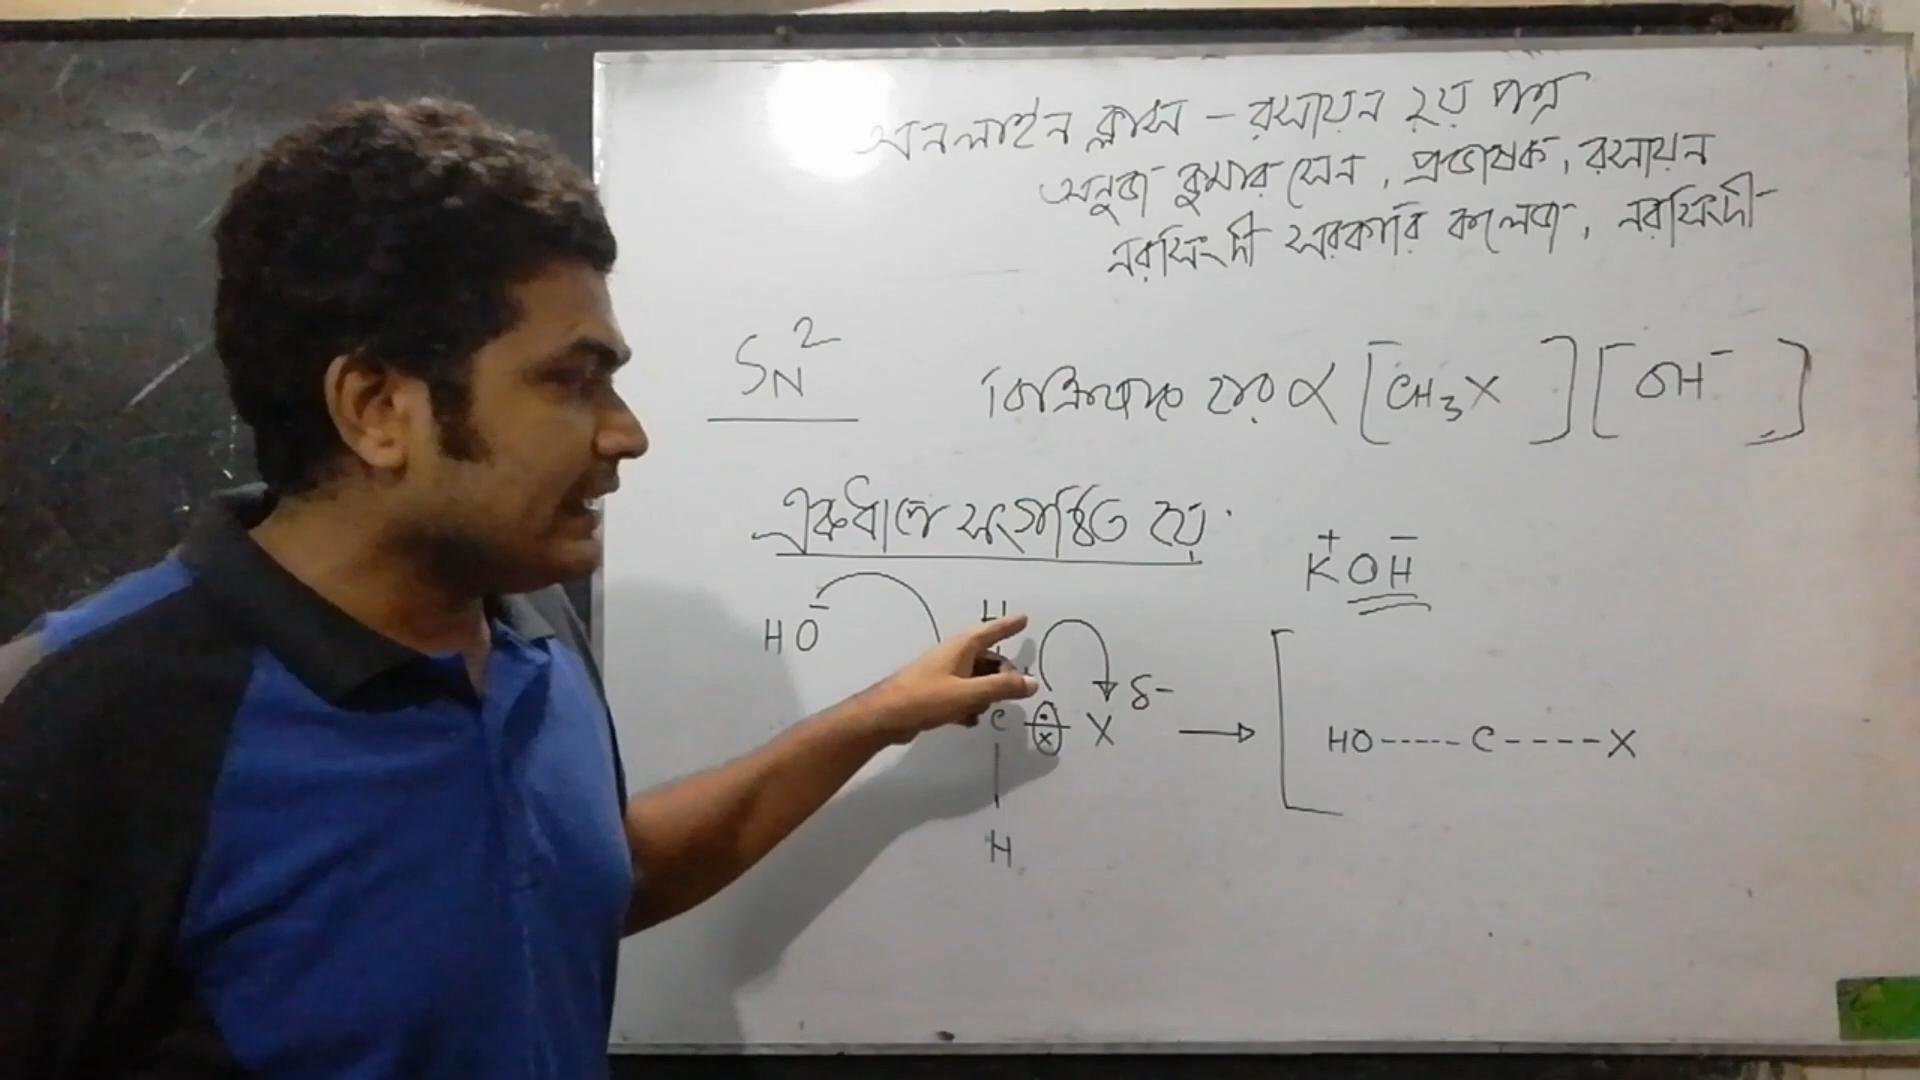 অনলাইন ক্লাস - রসায়ন ২য় পত্র
অনুজ কুমার সেন, প্রভাষক, রসায়ন
নরসিংদী সরকারি কলেজ, নরসিংদী
SN2
বিক্রিয়ার হার ∝ [CH3X] [OH-]
একধাপে সংগঠিত হয়।
K+OH-
HO-
H
C X δ-
→ [ HO-----C-----X
H